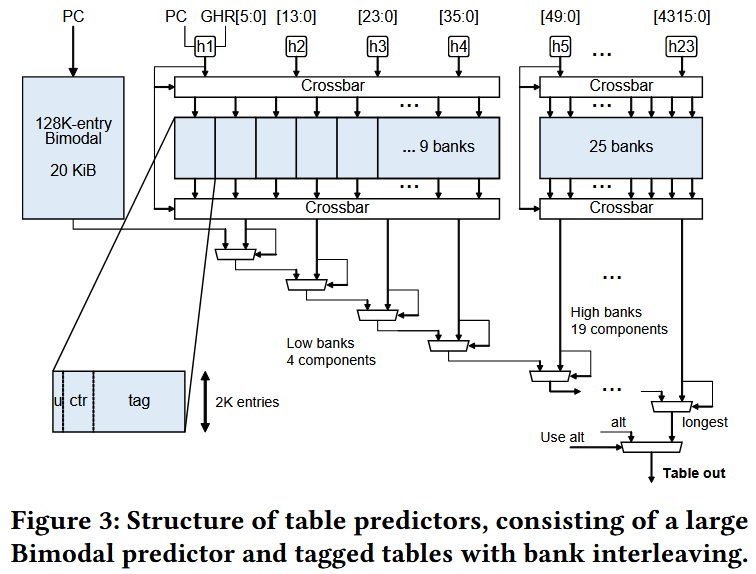 PC
PC GHR[5:0] [13:0] [23:0] [35:0] [49:0] [4315:0]
h1 h2 h3 h4 h5 ... h23
Crossbar Crossbar
... ...
128K-entry
Bimodal
20 KiB
... 9 banks 25 banks
... ...
Crossbar Crossbar
...
High banks
19 components
Low banks
4 components
u ctr tag
2K entries
...
alt longest
Use alt
Table out
Figure 3: Structure of table predictors, consisting of a large
Bimodal predictor and tagged tables with bank interleaving.